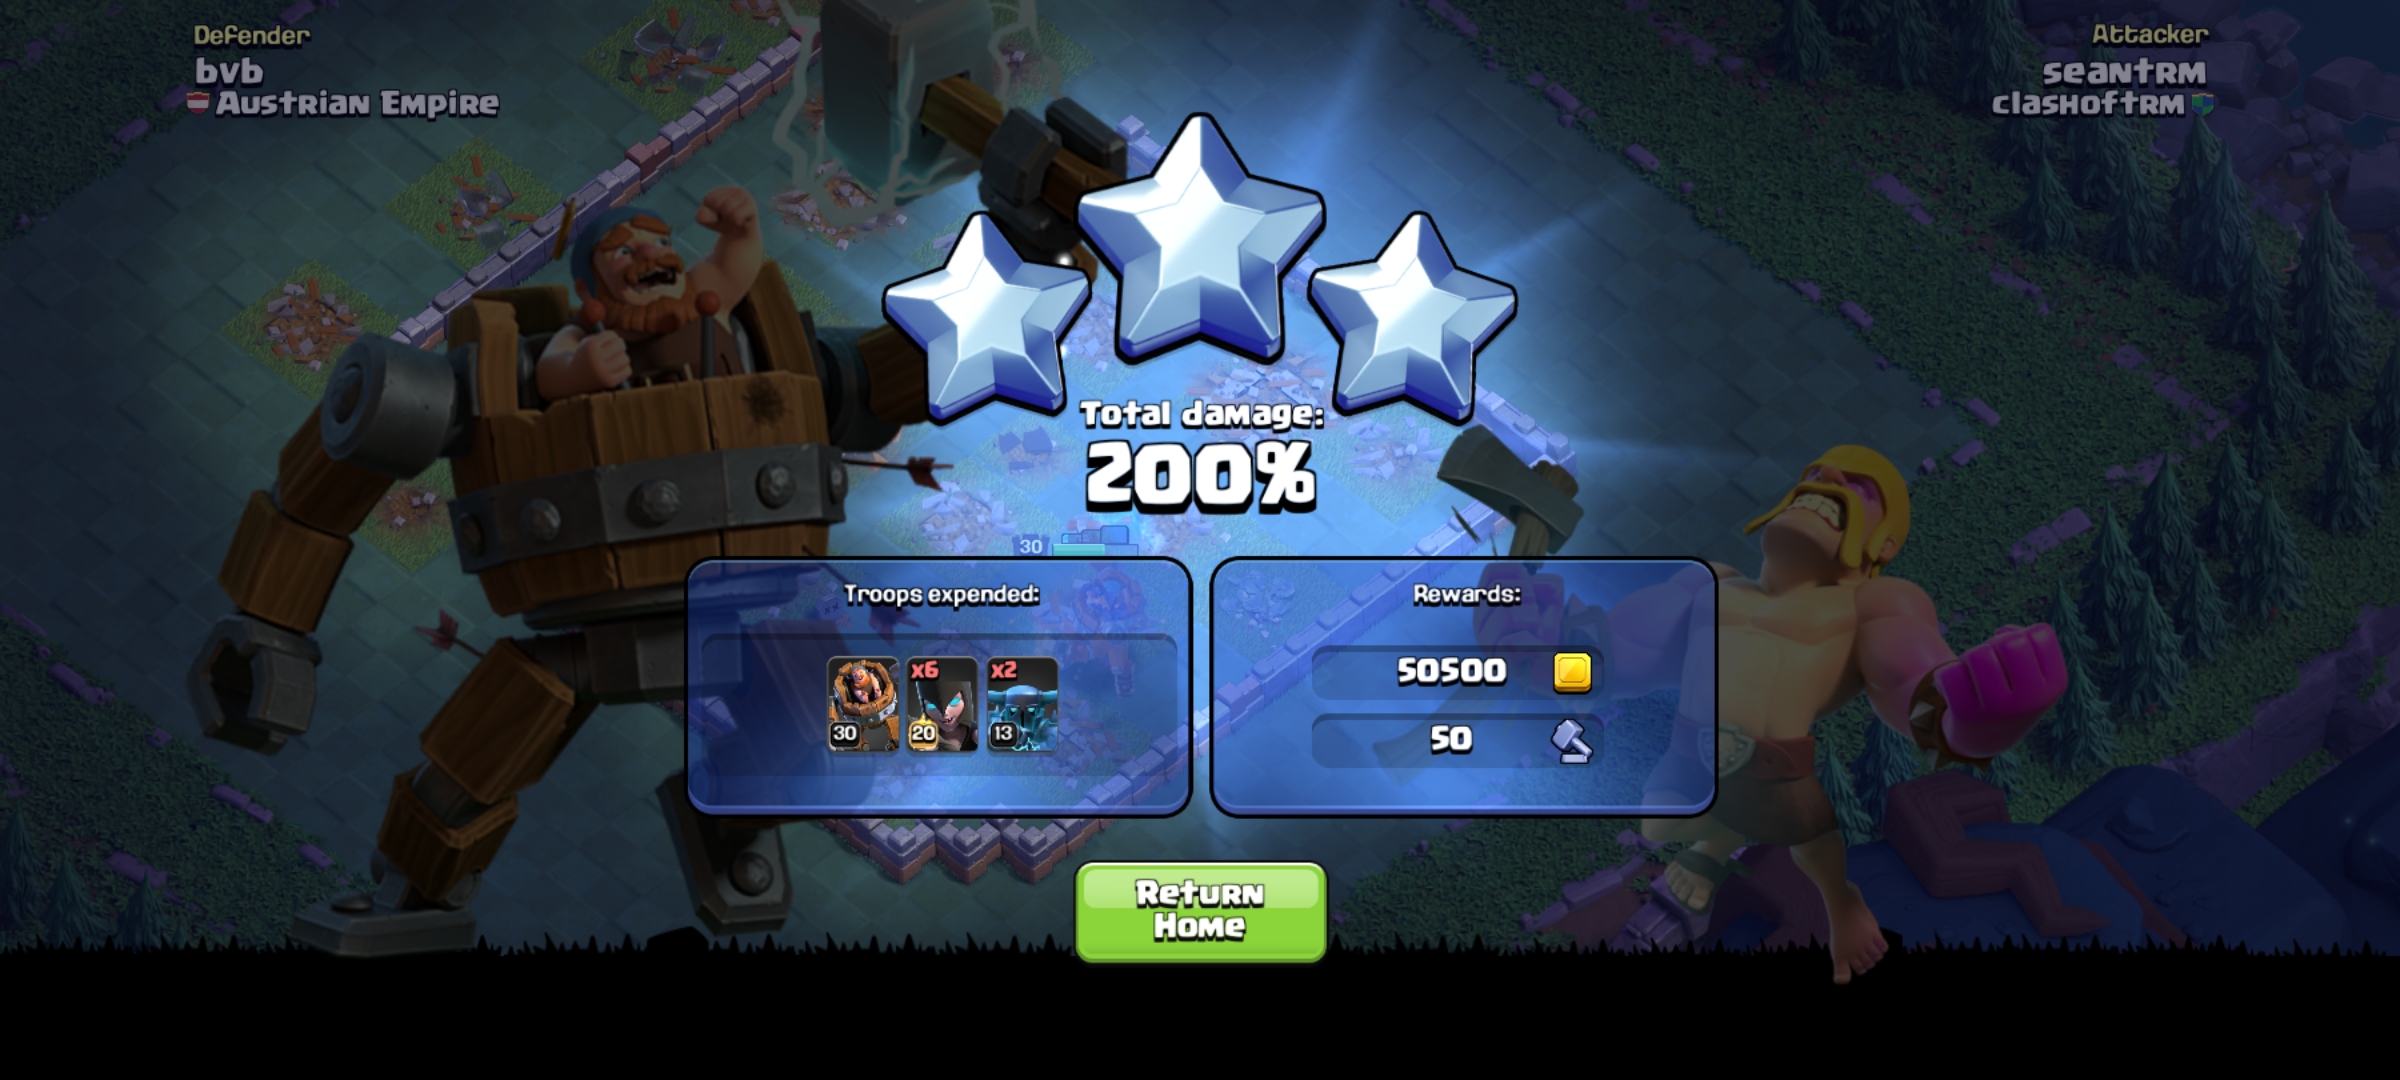 Defender
bvb
Austrian Empire
Attacker
seantRM
clashoftRM
Total damage:
200%
30
Troops expended:
x6
x2
30
20
13
Rewards:
50500
50
Return
Home